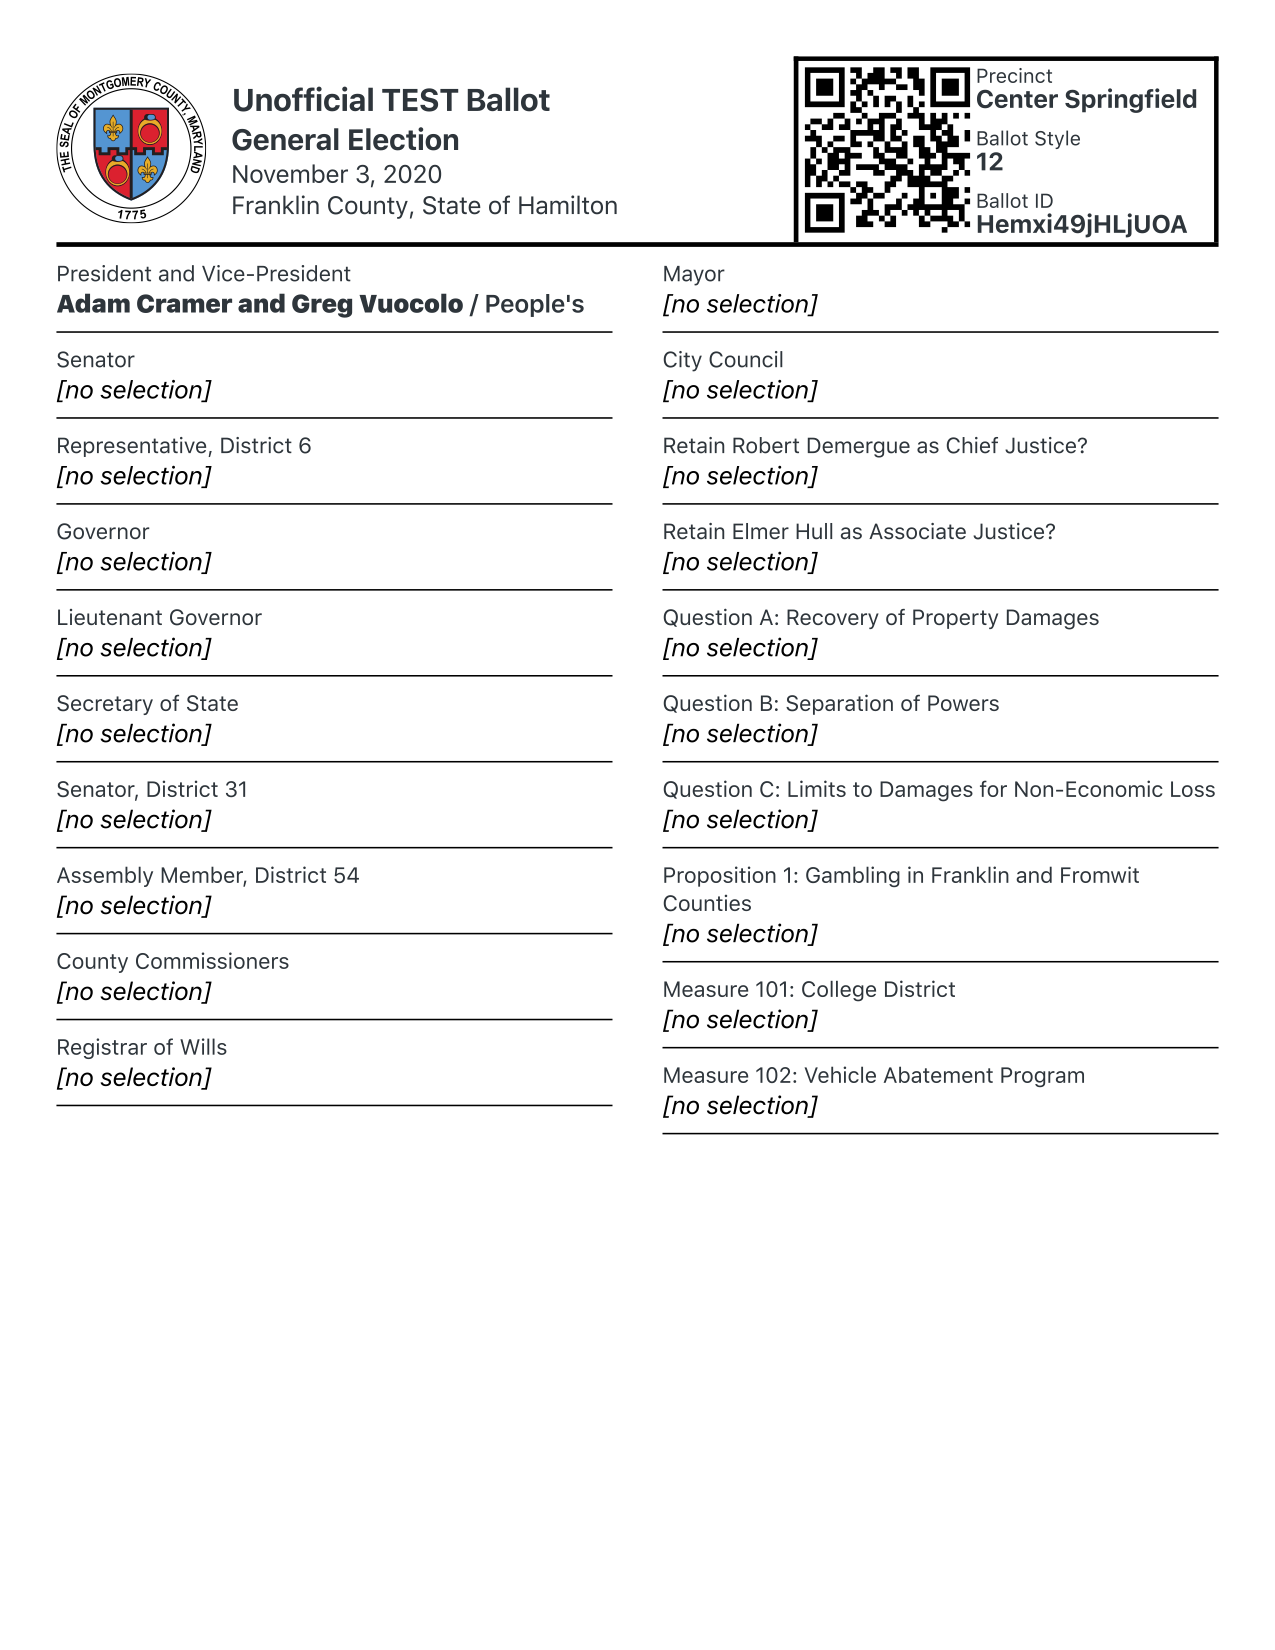 THE SEAL OF MONTGOMERY COUNTY, MARYLAND
1775
Unofficial TEST Ballot
General Election
November 3, 2020
Franklin County, State of Hamilton
Precinct
Center Springfield
Ballot Style
12
Ballot ID
Hemxi49jHLjUOA
President and Vice-President
Adam Cramer and Greg Vuocolo / People's
Senator
[no selection]
Representative, District 6
[no selection]
Governor
[no selection]
Lieutenant Governor
[no selection]
Secretary of State
[no selection]
Senator, District 31
[no selection]
Assembly Member, District 54
[no selection]
County Commissioners
[no selection]
Registrar of Wills
[no selection]
Mayor
[no selection]
City Council
[no selection]
Retain Robert Demergue as Chief Justice?
[no selection]
Retain Elmer Hull as Associate Justice?
[no selection]
Question A: Recovery of Property Damages
[no selection]
Question B: Separation of Powers
[no selection]
Question C: Limits to Damages for Non-Economic Loss
[no selection]
Proposition 1: Gambling in Franklin and Fromwit
Counties
[no selection]
Measure 101: College District
[no selection]
Measure 102: Vehicle Abatement Program
[no selection]